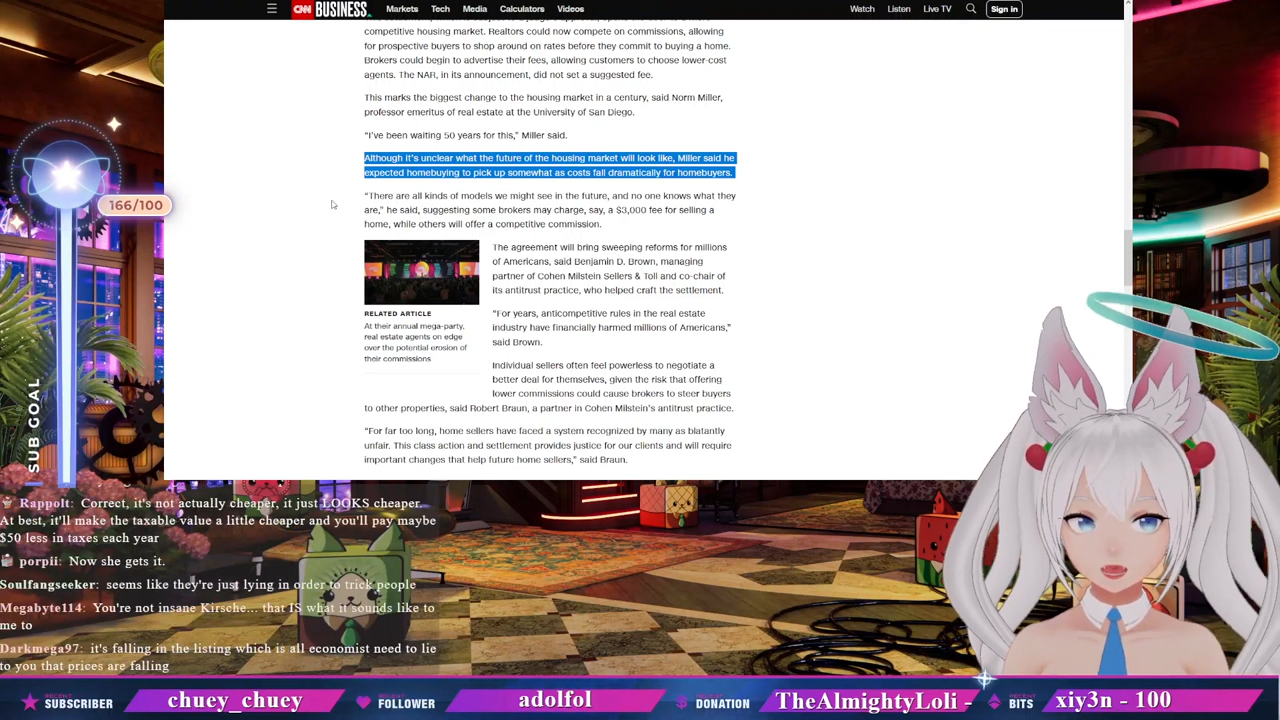 CNN BUSINESS
Markets Tech Media Calculators Videos
Watch Listen Live TV Sign in
competitive housing market. Realtors could now compete on commissions, allowing
for prospective buyers to shop around on rates before they commit to buying a home.
Brokers could begin to advertise their fees, allowing customers to choose lower-cost
agents. The NAR, in its announcement, did not set a suggested fee.
This marks the biggest change to the housing market in a century, said Norm Miller,
professor emeritus of real estate at the University of San Diego.
“I’ve been waiting 50 years for this,” Miller said.
Although it’s unclear what the future of the housing market will look like, Miller said he
expected homebuying to pick up somewhat as costs fall dramatically for homebuyers.
“There are all kinds of models we might see in the future, and no one knows what they
are,” he said, suggesting some brokers may charge, say, a $3,000 fee for selling a
home, while others will offer a competitive commission.
RELATED ARTICLE
At their annual mega-party,
real estate agents on edge
over the potential erosion of
their commissions
The agreement will bring sweeping reforms for millions
of Americans, said Benjamin D. Brown, managing
partner of Cohen Milstein Sellers & Toll and co-chair of
its antitrust practice, who helped craft the settlement.
“For years, anticompetitive rules in the real estate
industry have financially harmed millions of Americans,”
said Brown.
Individual sellers often feel powerless to negotiate a
better deal for themselves, given the risk that offering
lower commissions could cause brokers to steer buyers
to other properties, said Robert Braun, a partner in Cohen Milstein’s antitrust practice.
“For far too long, home sellers have faced a system recognized by many as blatantly
unfair. This class action and settlement provides justice for our clients and will require
important changes that help future home sellers,” said Braun.
166/100
SUB GOAL
Rappolt: Correct, it's not actually cheaper, it just LOOKS cheaper.
At best, it'll make the taxable value a little cheaper and you'll pay maybe
$50 less in taxes each year
porpii: Now she gets it.
Soulfangseeker: seems like they're just lying in order to trick people
Megabyte114: You're not insane Kirsche... that IS what it sounds like to
me to
Darkmega97: it's falling in the listing which is all economist need to lie
to you that prices are falling
RECENT SUBSCRIBER chuey_chuey
RECENT FOLLOWER adolfol
RECENT DONATION TheAlmightyLoli -
RECENT BITS xiy3n - 100